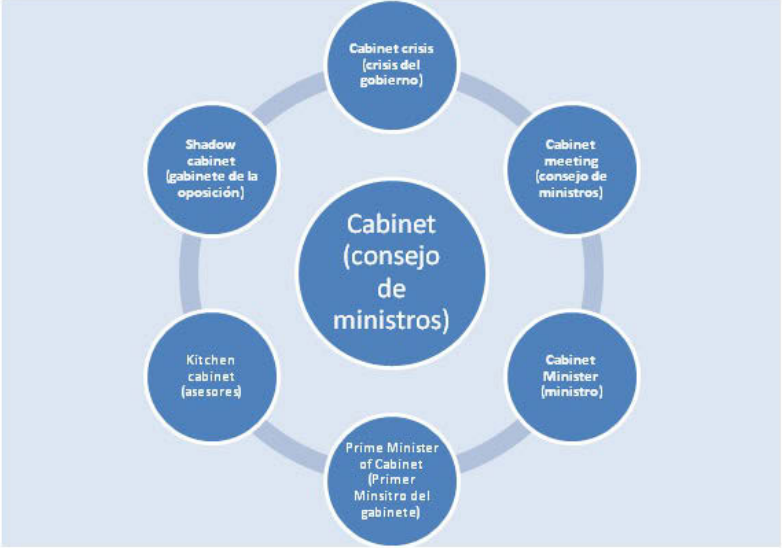 Cabinet crisis
(crisis del
gobierno)
Cabinet
meeting
(consejo de
ministros)
Cabinet
Minister
(ministro)
Prime Minister
of Cabinet
(Primer
Minsitro del
gabinete)
Kitchen
cabinet
(asesores)
Shadow
cabinet
(gabinete de la
oposición)
Cabinet
(consejo
de
ministros)